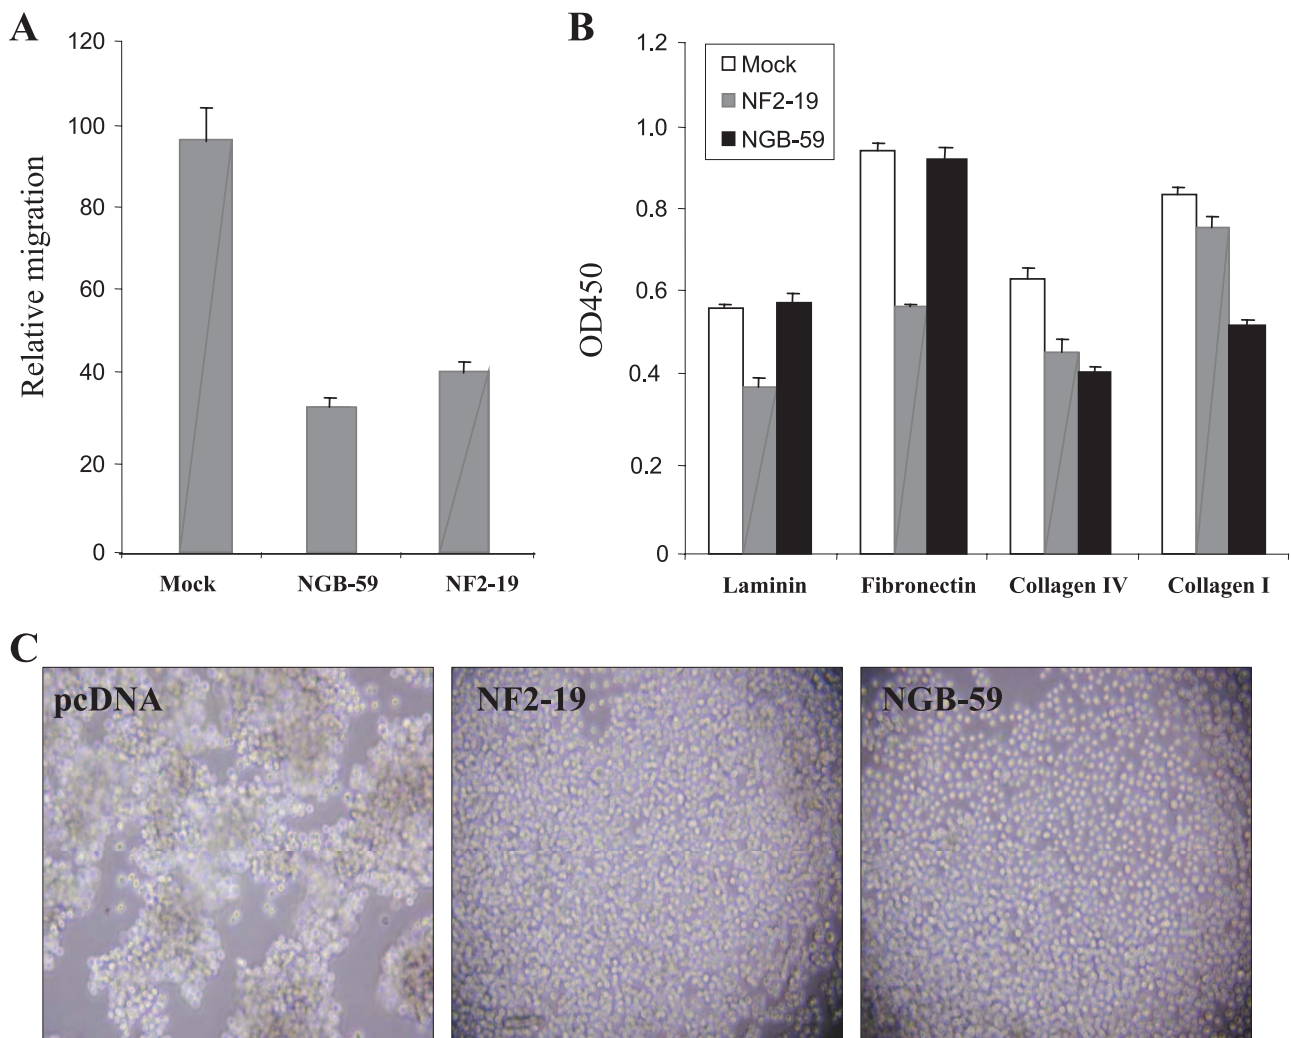 A
120
100
80
60
40
20
0
Relative migration
Mock
NGB-59
NF2-19
B
1.2
1.0
0.8
0.6
0.4
0.2
0
OD450
Mock
NF2-19
NGB-59
Laminin
Fibronectin
Collagen IV
Collagen I
C
pcDNA
NF2-19
NGB-59